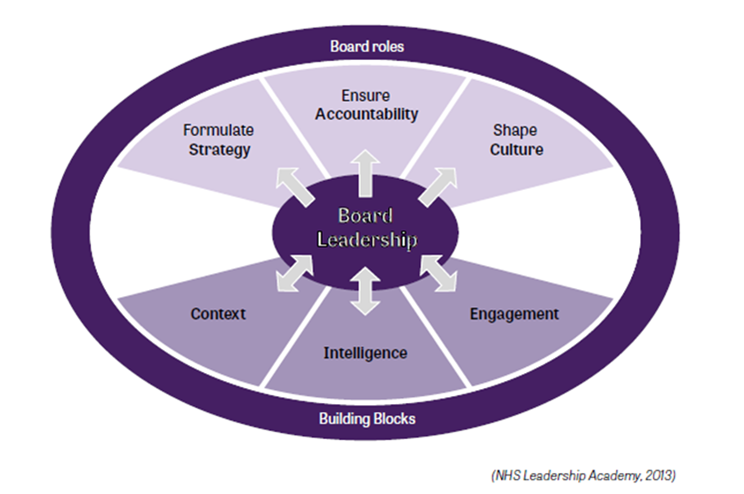 Board roles
Ensure
Accountability
Formulate
Strategy
Shape
Culture
Board
Leadership
Context
Intelligence
Engagement
Building Blocks
(NHS Leadership Academy, 2013)